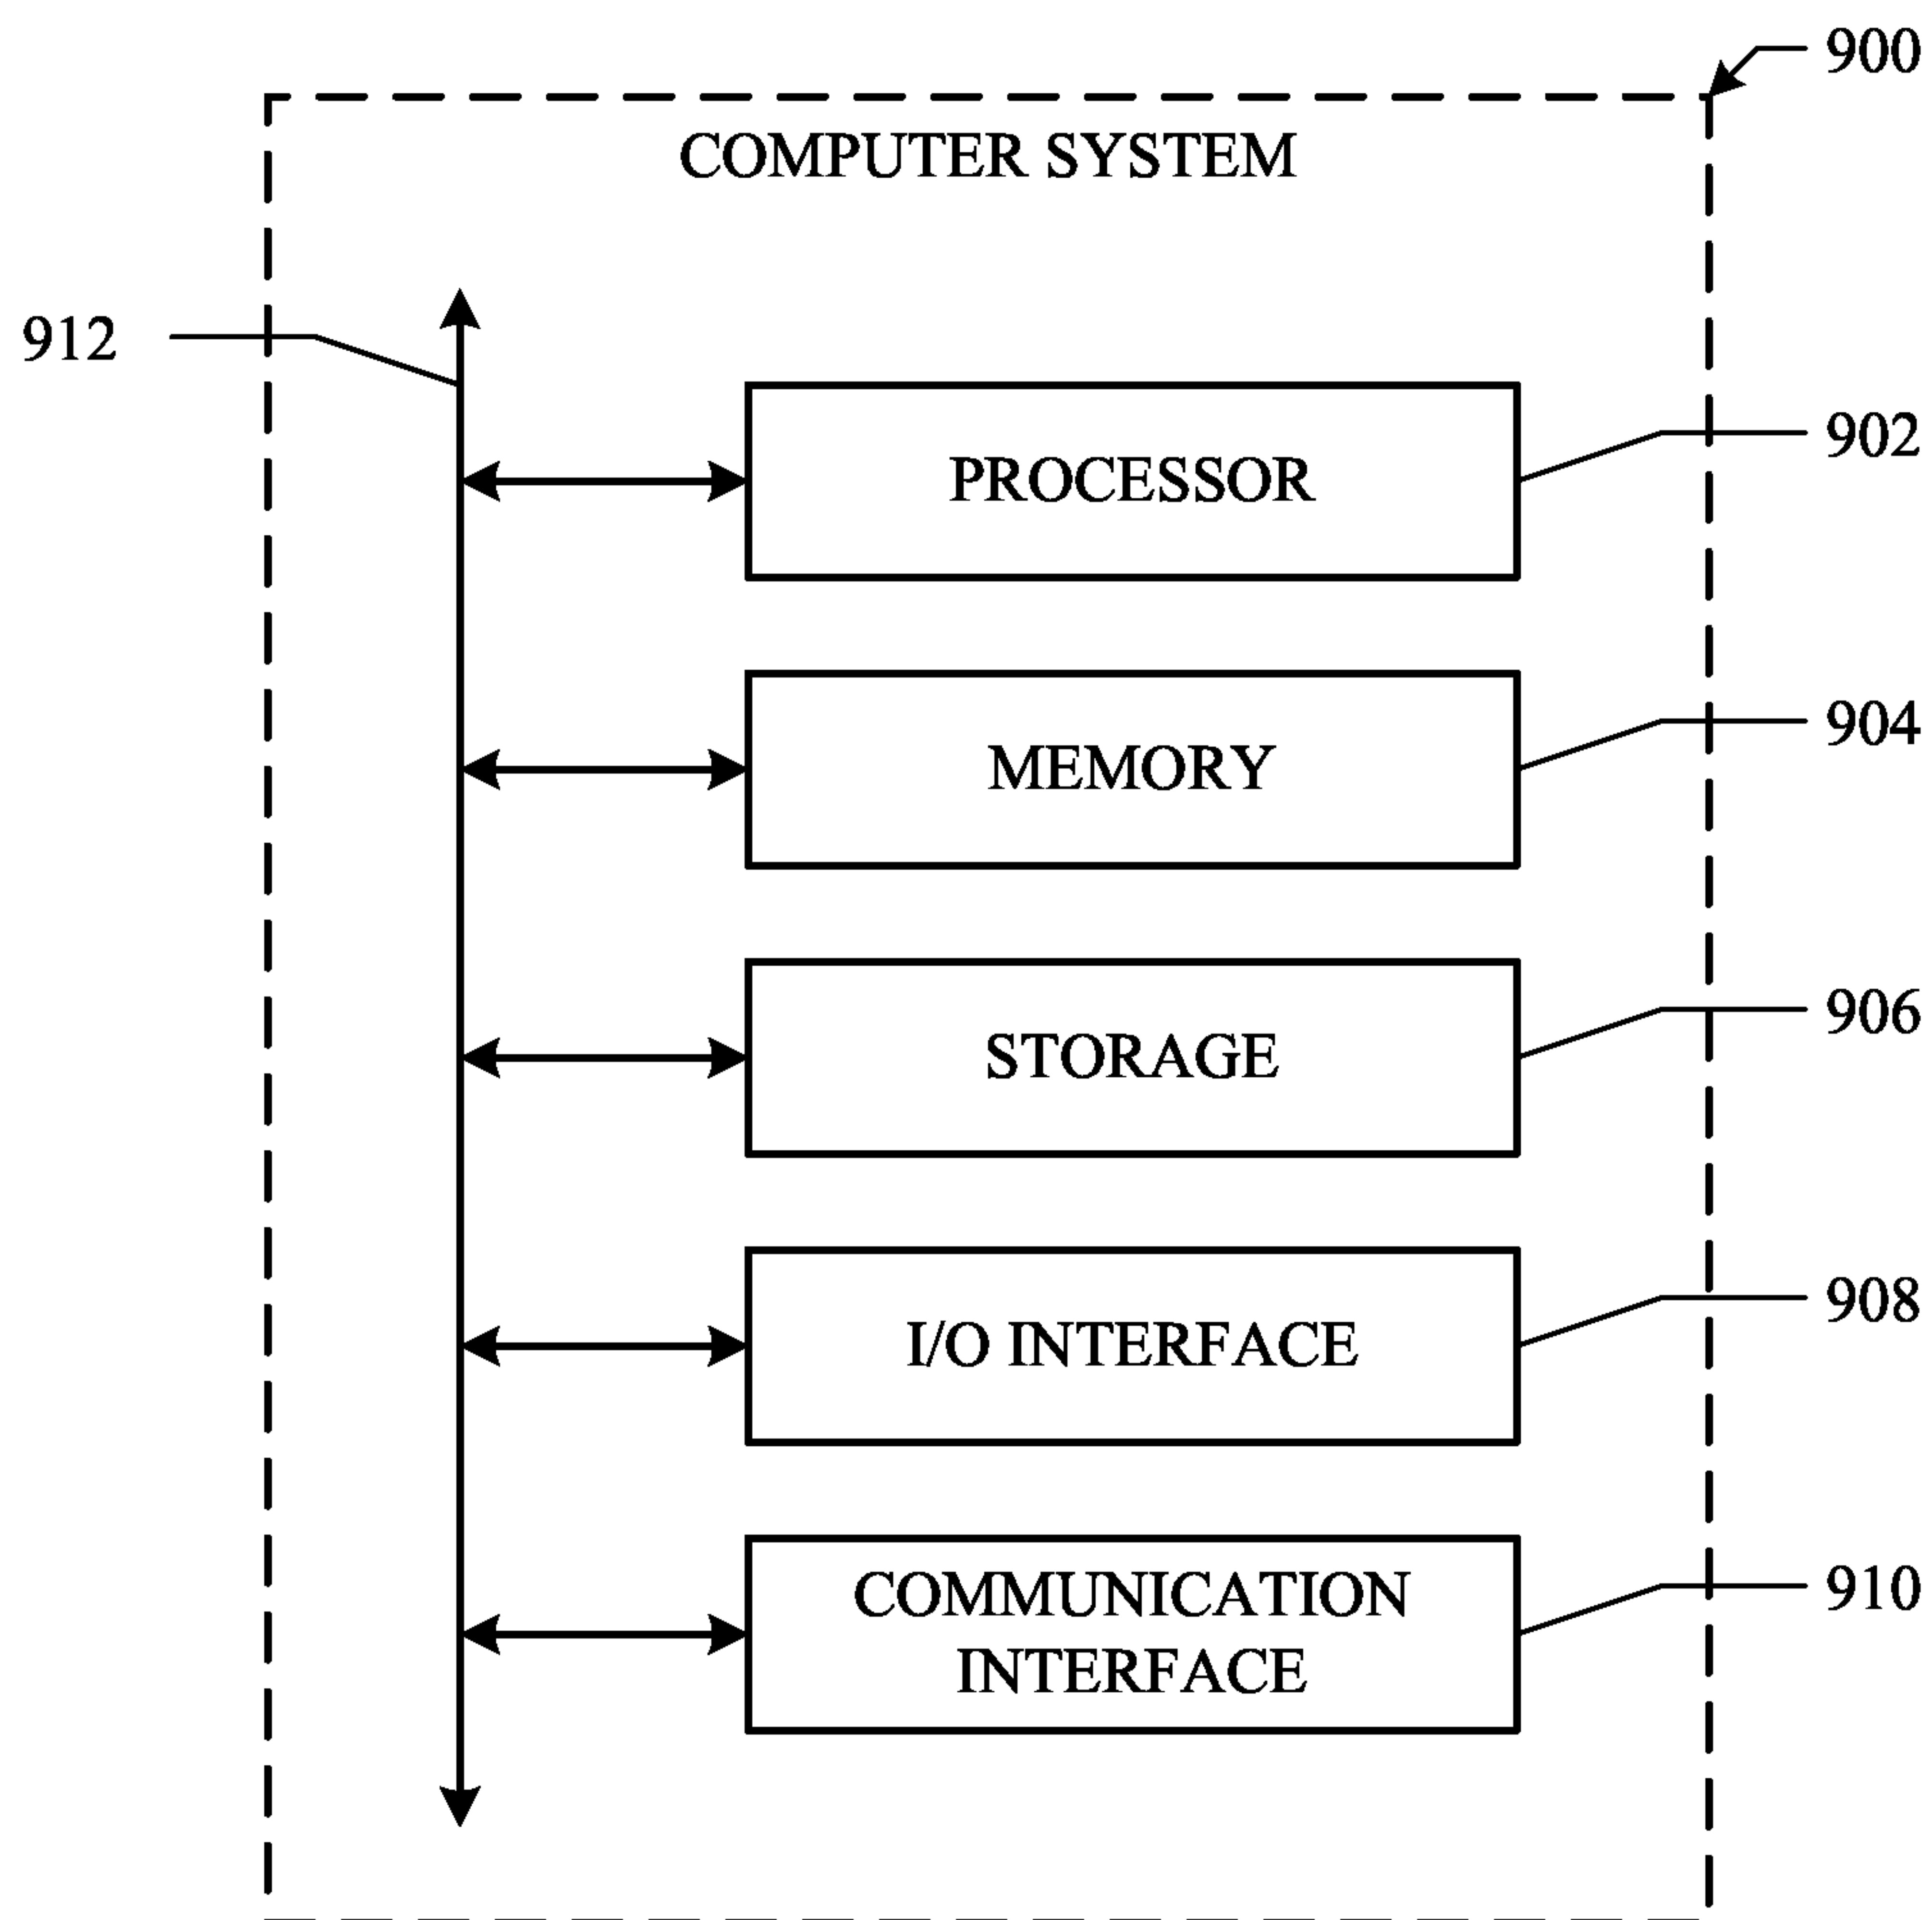 900
COMPUTER SYSTEM
912
902
PROCESSOR
904
MEMORY
906
STORAGE
908
I/O INTERFACE
910
COMMUNICATION
INTERFACE